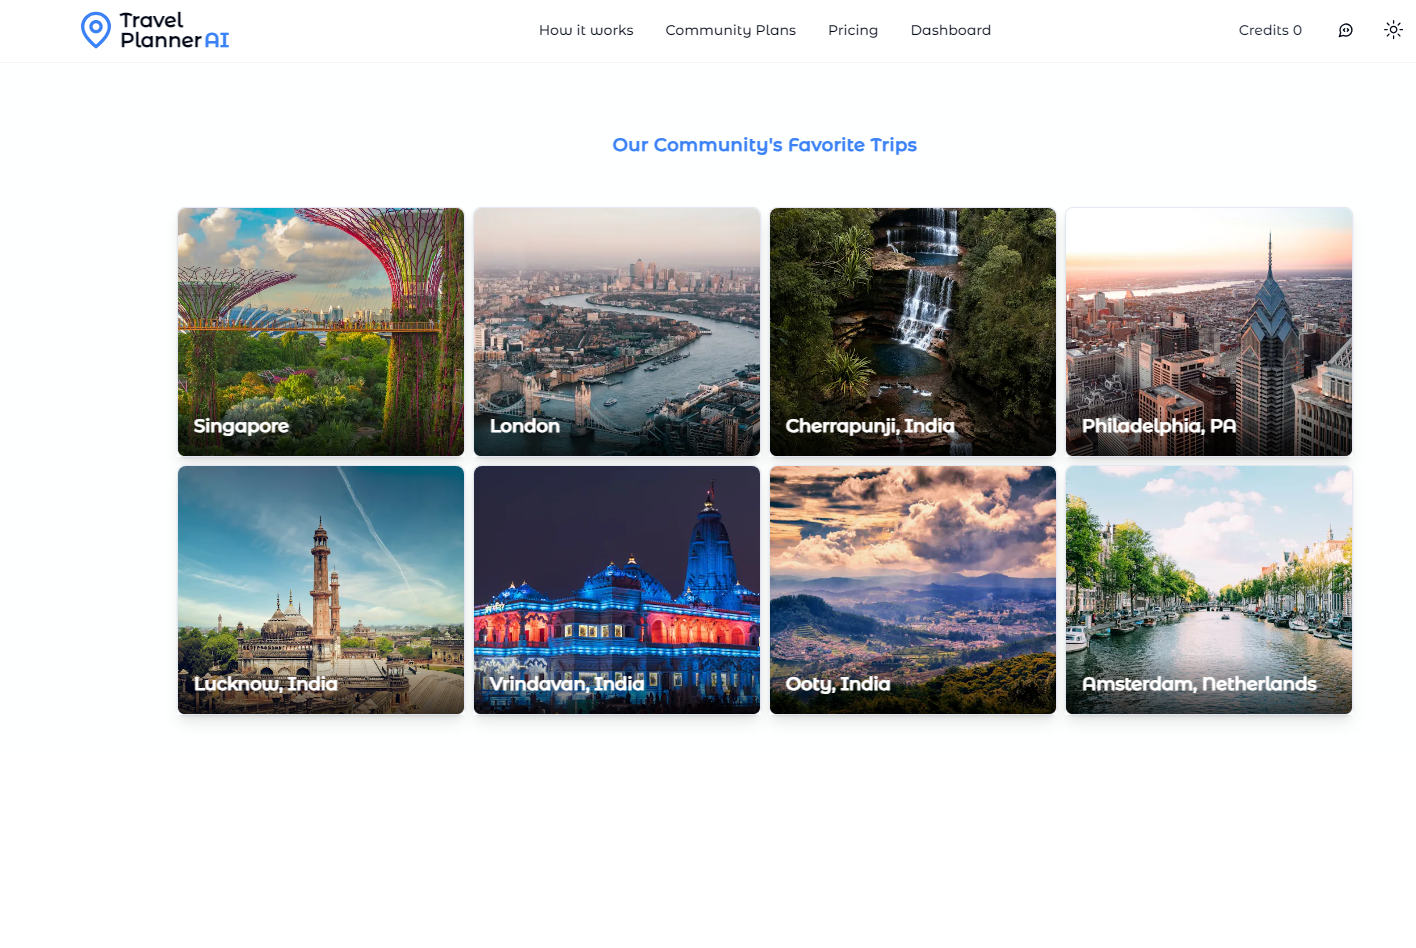 Travel
Planner AI
How it works
Community Plans
Pricing
Dashboard
Credits 0
Our Community's Favorite Trips
Singapore
London
Cherrapunji, India
Philadelphia, PA
Lucknow, India
Vrindavan, India
Ooty, India
Amsterdam, Netherlands